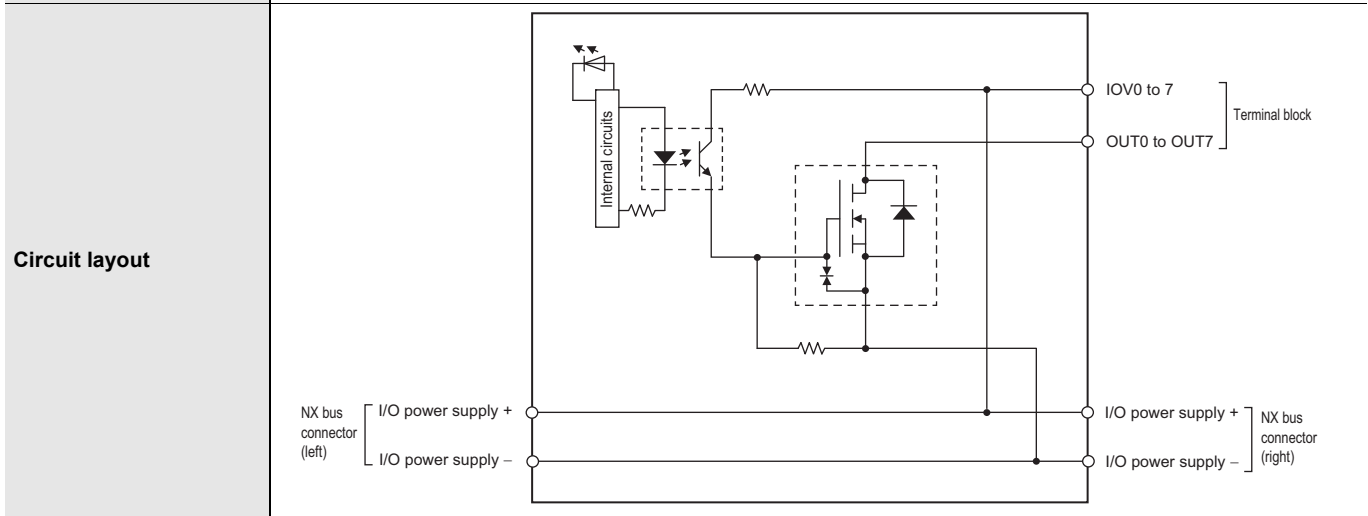 Circuit layout
Internal circuits
IOV0 to 7
OUT0 to OUT7
Terminal block
NX bus
connector
(left)
I/O power supply +
I/O power supply −
I/O power supply +
I/O power supply −
NX bus
connector
(right)